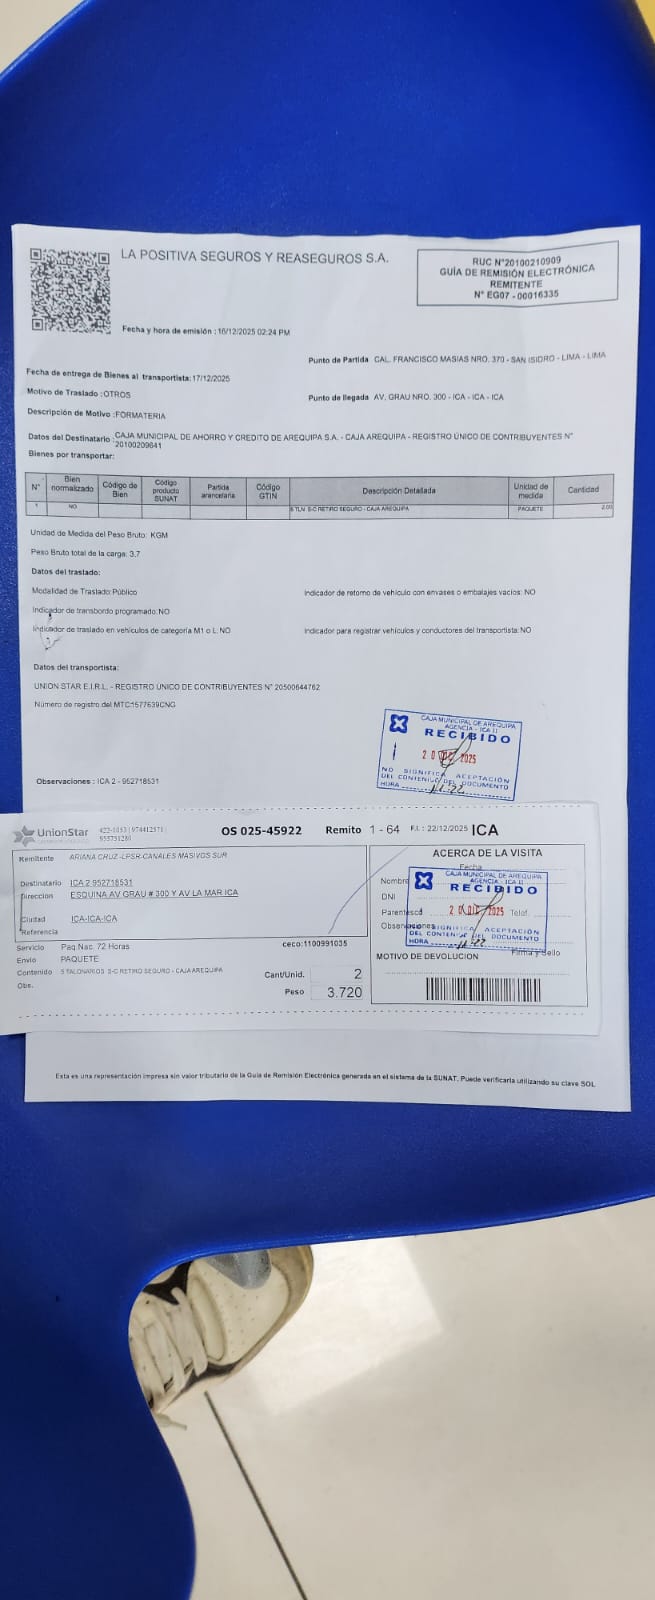 LA POSITIVA SEGUROS Y REASEGUROS S.A.
RUC N°20100210909
GUÍA DE REMISIÓN ELECTRÓNICA
REMITENTE
N° EG07 - 00016335
Fecha y hora de emisión : 16/12/2025 02:24 PM
Punto de Partida CAL. FRANCISCO MASIAS NRO. 370 - SAN ISIDRO - LIMA - LIMA
Fecha de entrega de Bienes al transportista:17/12/2025
Motivo de Traslado :OTROS
Punto de llegada AV. GRAU NRO. 300 - ICA - ICA - ICA
Descripción de Motivo :FORMATERIA
Datos del Destinatario :CAJA MUNICIPAL DE AHORRO Y CREDITO DE AREQUIPA S.A. - CAJA AREQUIPA - REGISTRO ÚNICO DE CONTRIBUYENTES N°
20100209641
Bienes por transportar:
N° Bien normalizado Código de Bien Código producto SUNAT Partida arancelaria Código GTIN Descripción Detallada Unidad de medida Cantidad
1 NO 5 TLN S-C RETIRO SEGURO - CAJA AREQUIPA PAQUETE 2.00
Unidad de Medida del Peso Bruto: KGM
Peso Bruto total de la carga: 3.7
Datos del traslado:
Modalidad de Traslado:Público
Indicador de retorno de vehículo con envases o embalajes vacíos: NO
Indicador de transbordo programado: NO
Indicador de traslado en vehículos de categoría M1 o L: NO
Indicador para registrar vehículos y conductores del transportista: NO
Datos del transportista:
UNION STAR E.I.R.L. - REGISTRO ÚNICO DE CONTRIBUYENTES N° 20500644762
Número de registro del MTC:1577639CNG
CAJA MUNICIPAL DE AREQUIPA
AGENCIA - ICA II
RECIBIDO
2025
NO SIGNIFICA ACEPTACIÓN
DEL CONTENIDO DEL DOCUMENTO
HORA
Observaciones : ICA 2 - 952718531
UnionStar
OS 025-45922 Remito 1 - 64 F.I.: 22/12/2025 ICA
Remitente ARIANA CRUZ-LPSR-CANALES MASIVOS SUR
Destinatario ICA 2 952718531
Direccion ESQUINA AV GRAU # 300 Y AV LA MAR ICA
Ciudad ICA-ICA-ICA
Referencia
Servicio Paq Nac. 72 Horas
ceco:1100991035
Envio PAQUETE
Contenido 5 TALONARIOS S-C RETIRO SEGURO - CAJA AREQUIPA
Obs.
Cant/Unid. 2
Peso 3.720
ACERCA DE LA VISITA
Fecha
Nombre
DNI
Parentesco Telof.
Observaciones
CAJA MUNICIPAL DE AREQUIPA
AGENCIA - ICA II
RECIBIDO
2025
NO SIGNIFICA ACEPTACIÓN
DEL CONTENIDO DEL DOCUMENTO
HORA
Firma y Sello
MOTIVO DE DEVOLUCION
Esta es una representación impresa sin valor tributario de la Guía de Remisión Electrónica generada en el sistema de la SUNAT. Puede verificarla utilizando su clave SOL